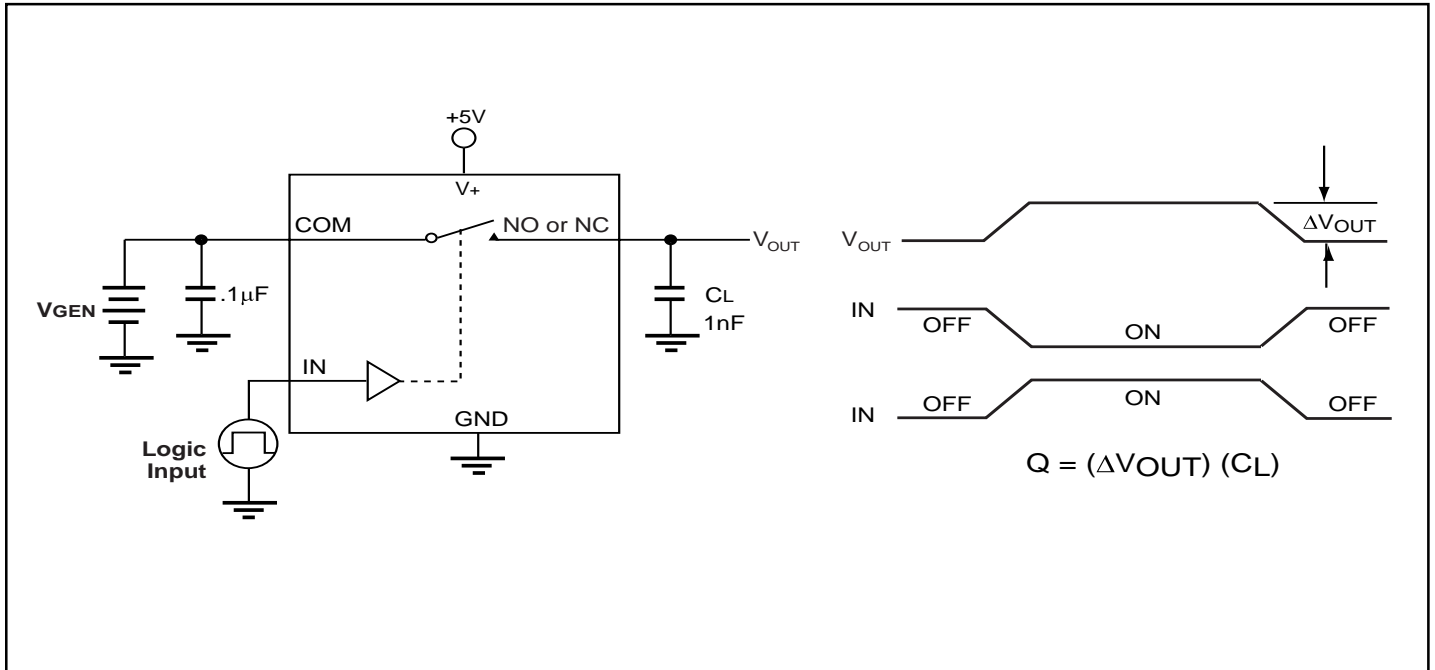 +5V
V+
COM
NO or NC
VOUT
.1μF
VGEN
CL
1nF
IN
GND
Logic
Input
VOUT
ΔVOUT
IN
OFF
ON
OFF
IN
OFF
ON
OFF
Q = (ΔVOUT) (CL)